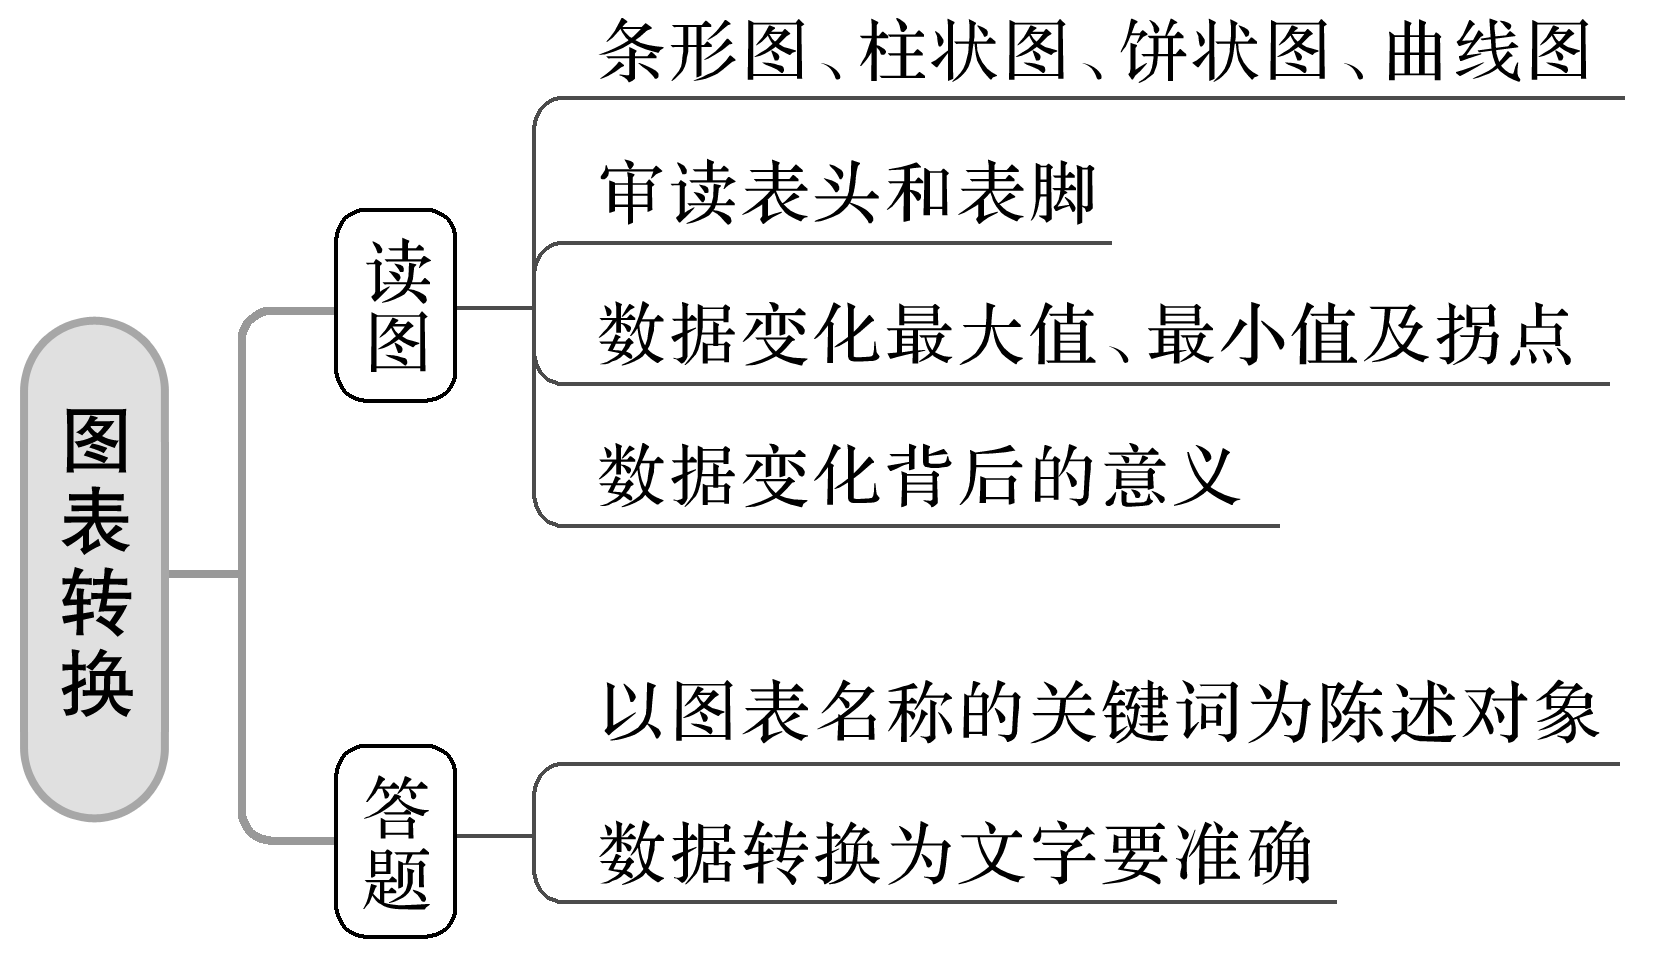 图表转换
读图
条形图、柱状图、饼状图、曲线图
审读表头和表脚
数据变化最大值、最小值及拐点
数据变化背后的意义
答题
以图表名称的关键词为陈述对象
数据转换为文字要准确